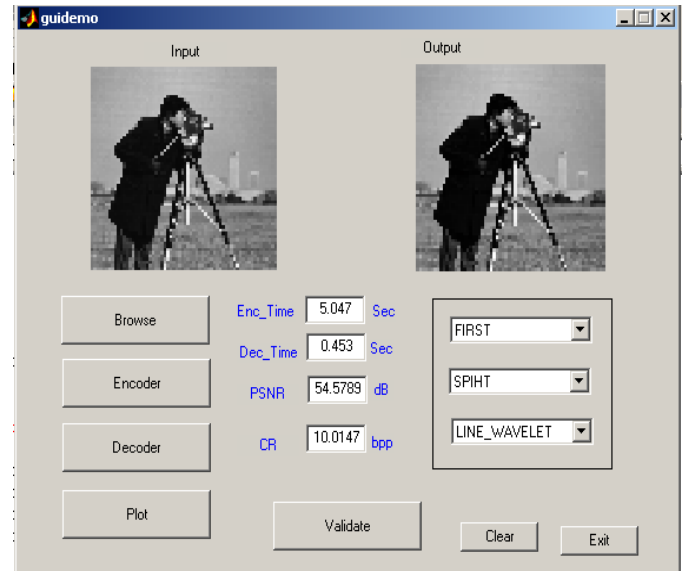 guidemo
Input
Output
Browse
Enc_Time 5.047 Sec
FIRST
Dec_Time 0.453 Sec
Encoder
PSNR 54.5789 dB
SPIHT
Decoder
CR 10.0147 bpp
LINE_WAVELET
Plot
Validate
Clear
Exit